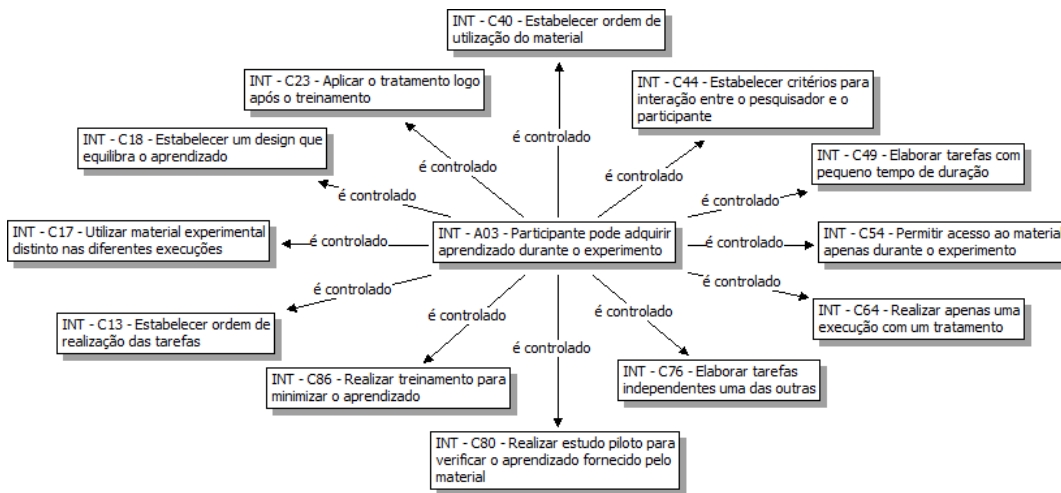 INT - C40 - Estabelecer ordem de
utilização do material
INT - C23 - Aplicar o tratamento logo
após o treinamento
INT - C44 - Estabelecer critérios para
interação entre o pesquisador e o
participante
é controlado
INT - C18 - Estabelecer um design que
equilibra o aprendizado
é controlado
é controlado
INT - C49 - Elaborar tarefas com
pequeno tempo de duração
é controlado
é controlado
INT - C17 - Utilizar material experimental
distinto nas diferentes execuções
é controlado
INT - A03 - Participante pode adquirir
aprendizado durante o experimento
é controlado
INT - C54 - Permitir acesso ao material
apenas durante o experimento
é controlado
é controlado
INT - C13 - Estabelecer ordem de
realização das tarefas
é controlado
é controlado
é controlado
INT - C64 - Realizar apenas uma
execução com um tratamento
INT - C86 - Realizar treinamento para
minimizar o aprendizado
INT - C76 - Elaborar tarefas
independentes uma das outras
INT - C80 - Realizar estudo piloto para
verificar o aprendizado fornecido pelo
material